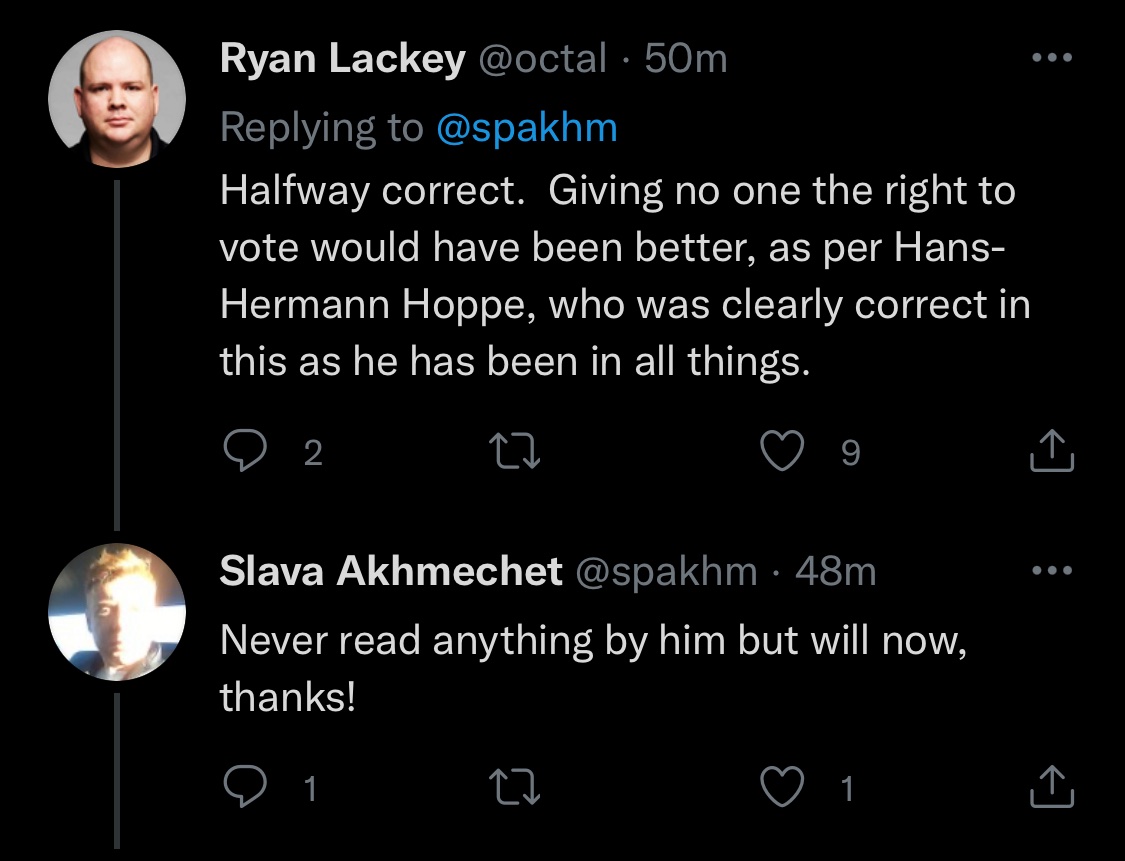 Ryan Lackey @octal · 50m
Replying to @spakhm
Halfway correct.  Giving no one the right to
vote would have been better, as per Hans-
Hermann Hoppe, who was clearly correct in
this as he has been in all things.
2 9
Slava Akhmechet @spakhm · 48m
Never read anything by him but will now,
thanks!
1 1